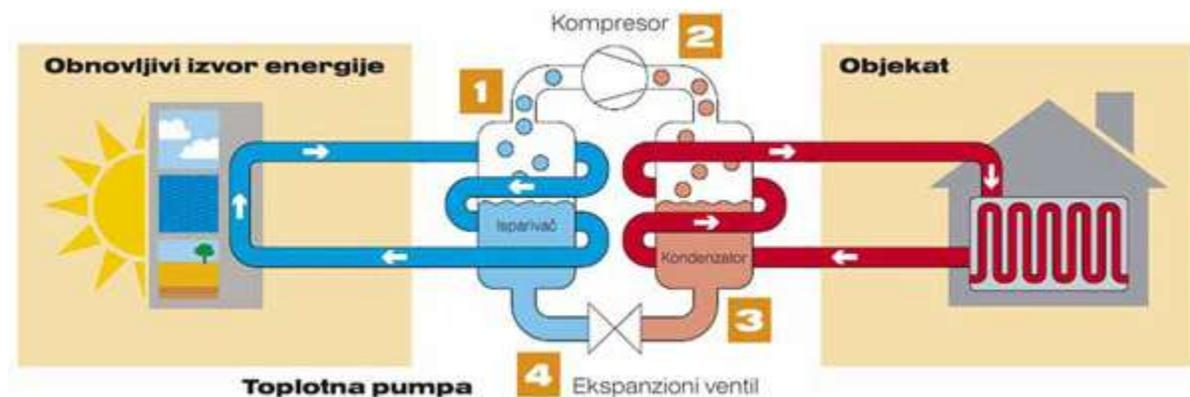 Kompresor
2
Obnovljivi izvor energije
Objekat
1
Isparivač
Kondenzator
3
4
Ekspanzioni ventil
Toplotna pumpa